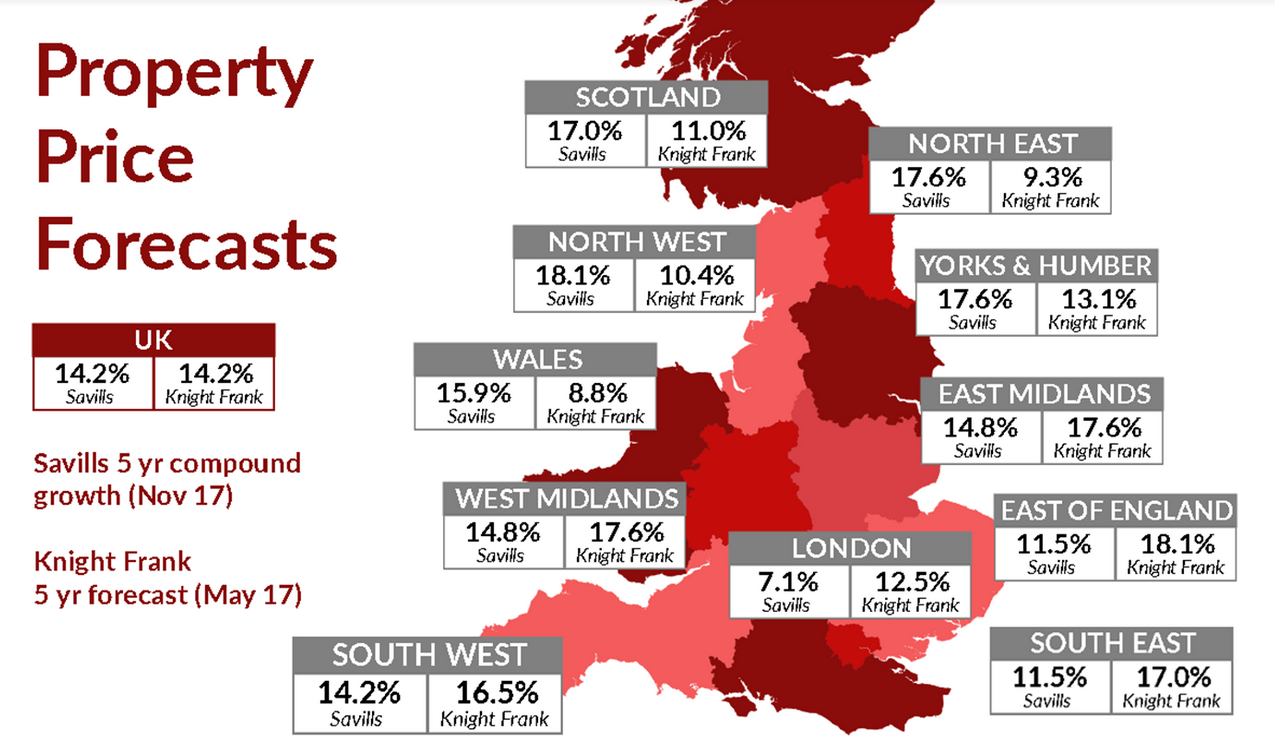 Property
Price
Forecasts
UK
14.2% 14.2%
Savills Knight Frank
Savills 5 yr compound
growth (Nov 17)
Knight Frank
5 yr forecast (May 17)
SCOTLAND
17.0% 11.0%
Savills Knight Frank
NORTH EAST
17.6% 9.3%
Savills Knight Frank
NORTH WEST
18.1% 10.4%
Savills Knight Frank
YORKS & HUMBER
17.6% 13.1%
Savills Knight Frank
WALES
15.9% 8.8%
Savills Knight Frank
EAST MIDLANDS
14.8% 17.6%
Savills Knight Frank
WEST MIDLANDS
14.8% 17.6%
Savills Knight Frank
EAST OF ENGLAND
11.5% 18.1%
Savills Knight Frank
LONDON
7.1% 12.5%
Savills Knight Frank
SOUTH WEST
14.2% 16.5%
Savills Knight Frank
SOUTH EAST
11.5% 17.0%
Savills Knight Frank